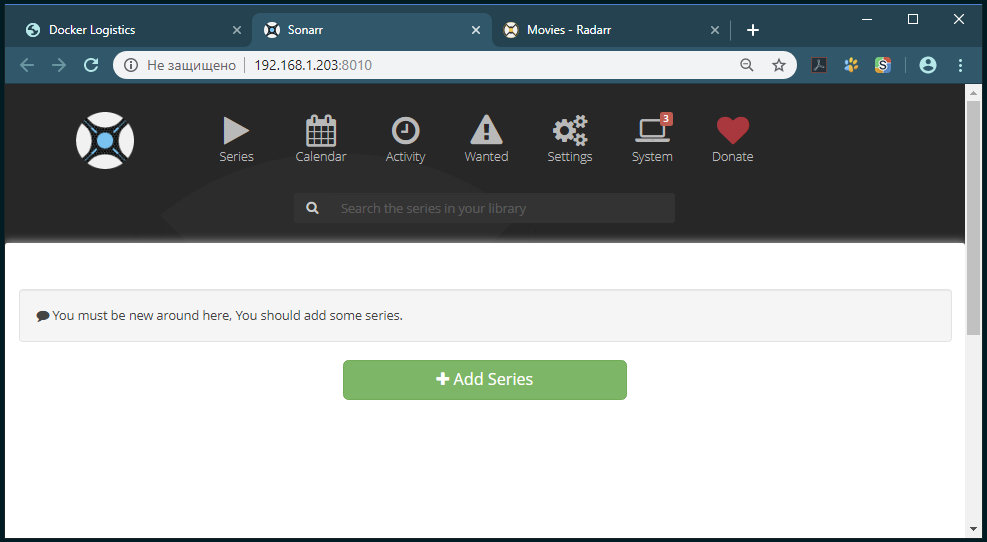 Docker Logistics
Sonarr
Movies - Radarr
Не защищено
192.168.1.203:8010
Series
Calendar
Activity
Wanted
Settings
3
System
Donate
Search the series in your library
You must be new around here, You should add some series.
Add Series